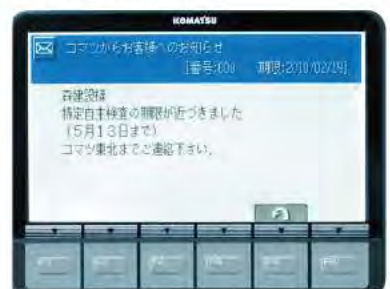 KOMATSU
コマツからお客様へのお知らせ
[番号:008 期限:2010/02/19]
斉建設様
特定自主検査の期限が近づきました
(5月13日まで)
コマツ東北までご連絡下さい。